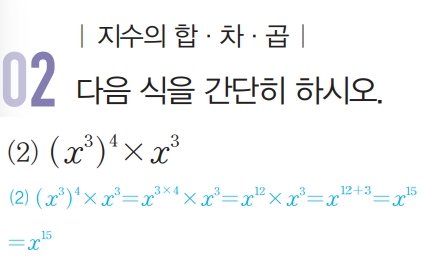 | 지수의 합 · 차 · 곱 |
02 다음 식을 간단히 하시오.
(2) (x³)⁴×x³
(2) (x³)⁴×x³=x³ˣ⁴×x³=x¹²×x³=x¹²⁺³=x¹⁵
=x¹⁵